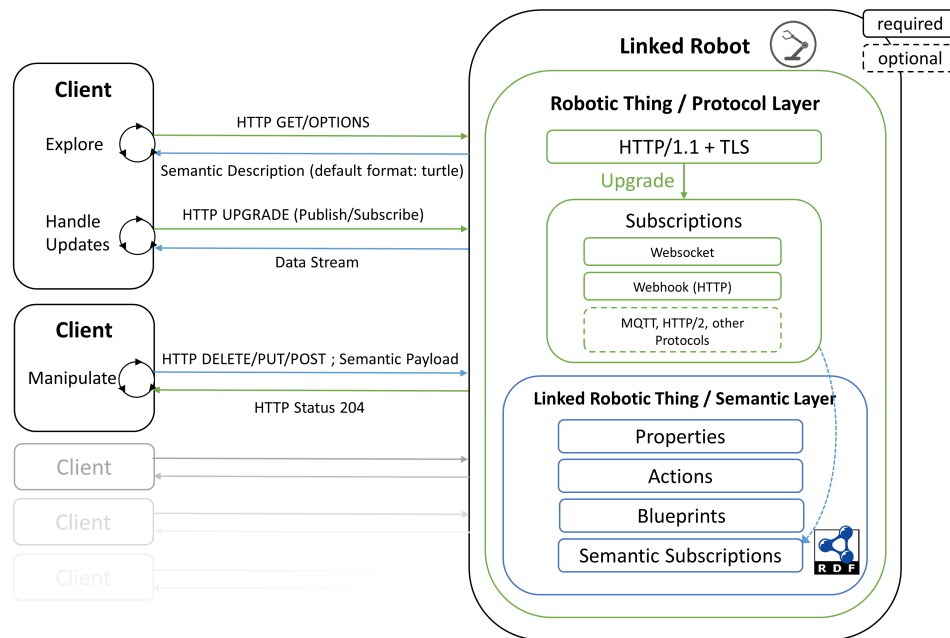 required
optional
Linked Robot
Client
Explore
Handle
Updates
HTTP GET/OPTIONS
Semantic Description (default format: turtle)
HTTP UPGRADE (Publish/Subscribe)
Data Stream
Client
Manipulate
HTTP DELETE/PUT/POST ; Semantic Payload
HTTP Status 204
Client
Client
Client
Robotic Thing / Protocol Layer
HTTP/1.1 + TLS
Upgrade
Subscriptions
Websocket
Webhook (HTTP)
MQTT, HTTP/2, other
Protocols
Linked Robotic Thing / Semantic Layer
Properties
Actions
Blueprints
Semantic Subscriptions
RDF